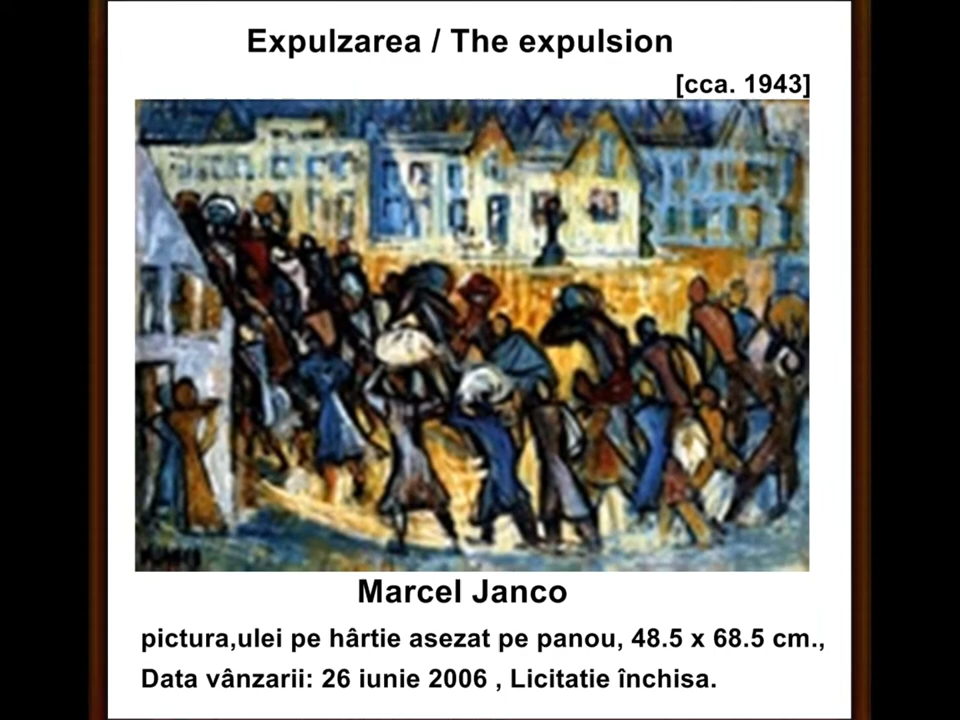 Expulzarea / The expulsion
[cca. 1943]
Marcel Janco
pictura,ulei pe hârtie asezat pe panou, 48.5 x 68.5 cm.,
Data vânzarii: 26 iunie 2006 , Licitatie închisa.